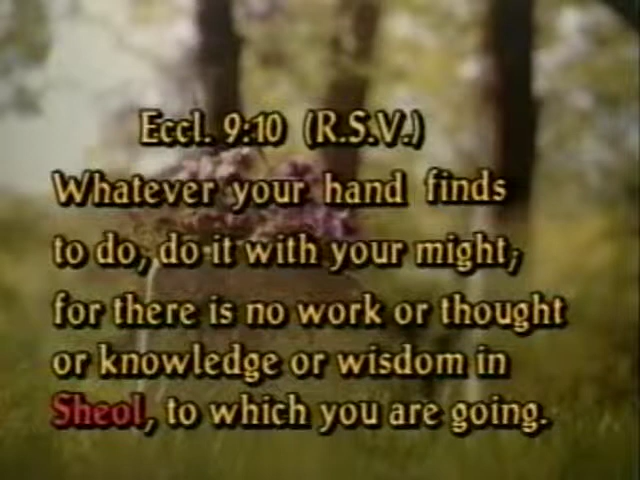 Eccl. 9:10 (R.S.V.)
Whatever your hand finds
to do, do it with your might,
for there is no work or thought
or knowledge or wisdom in
Sheol, to which you are going.